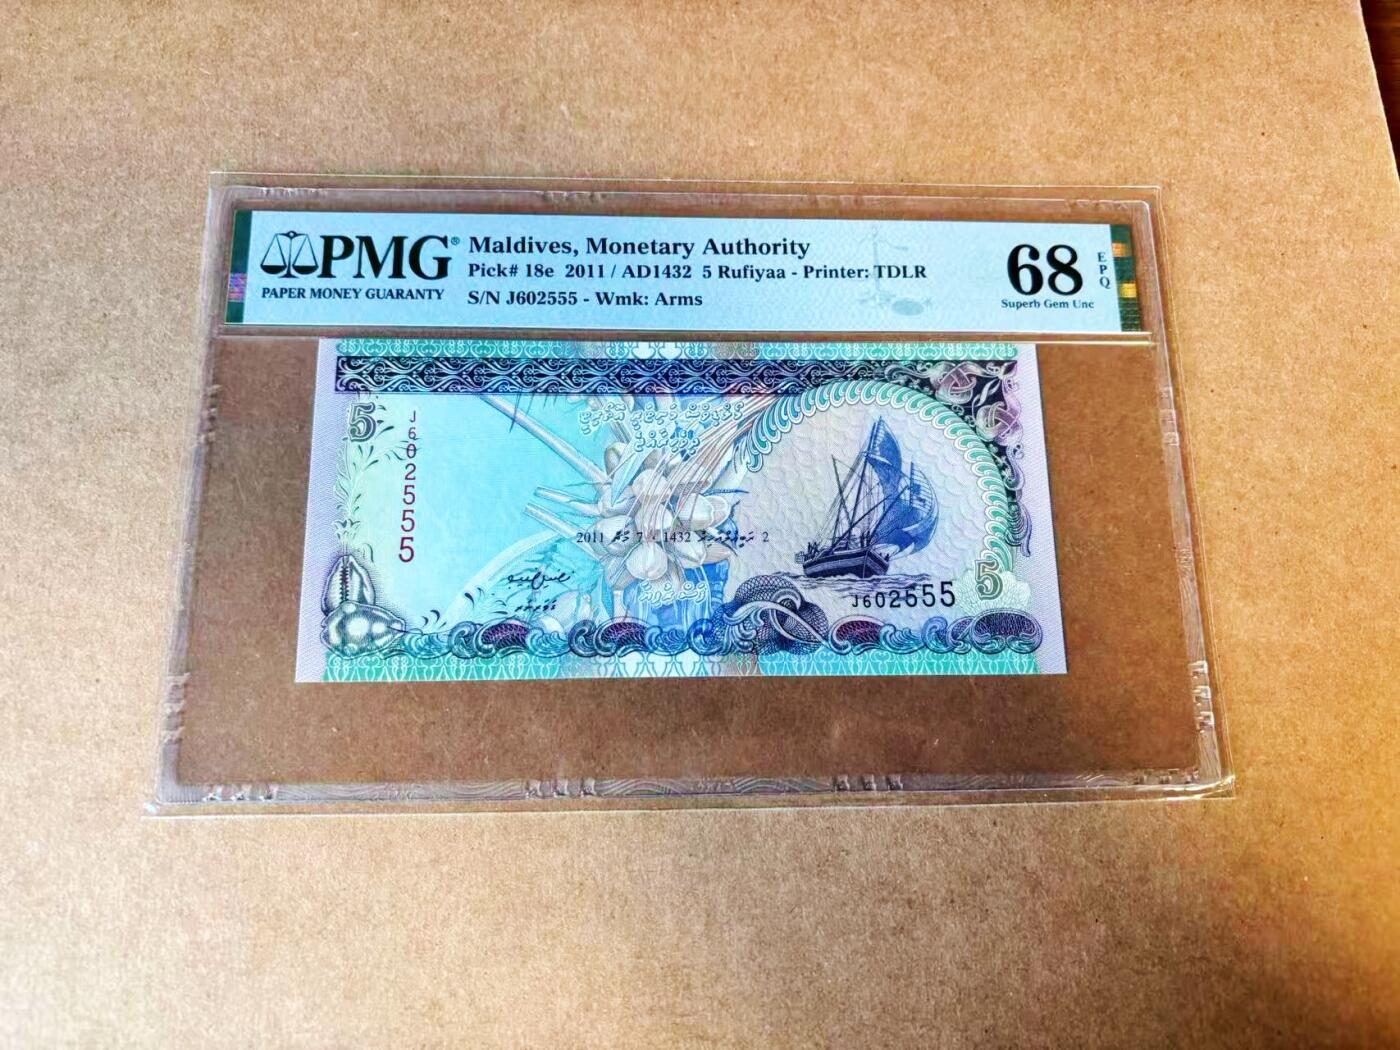 PMG®
PAPER MONEY GUARANTY
Maldives, Monetary Authority
Pick# 18e 2011 / AD1432 5 Rufiyaa - Printer: TDLR
S/N J602555 - Wmk: Arms
68
EPQ
Superb Gem Unc
5
J602555
2011 7 1432 2
J602555
5